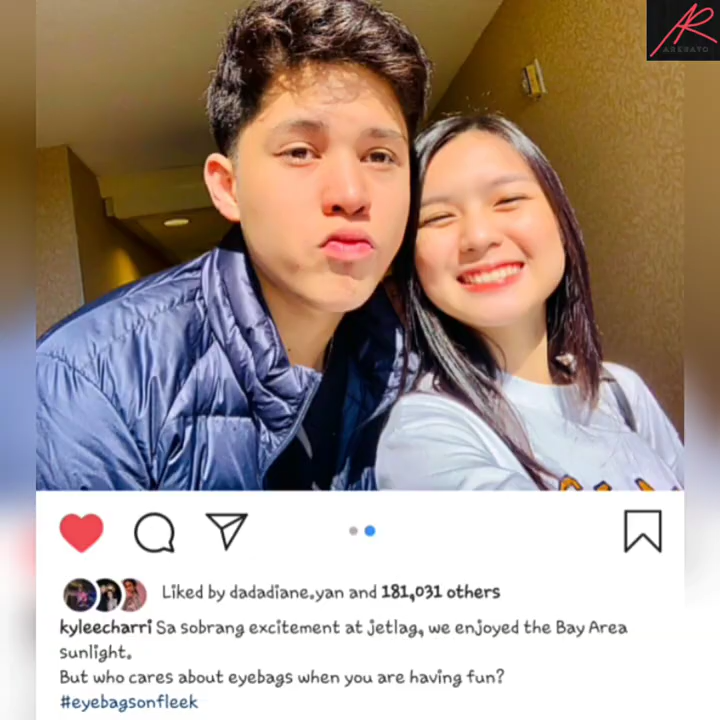 AR
ARKRAYO
Liked by dadadiane.yan and 181,031 others
kyleecharri Sa sobrang excitement at jetlag, we enjoyed the Bay Area
sunlight.
But who cares about eyebags when you are having fun?
#eyebagsonfleek